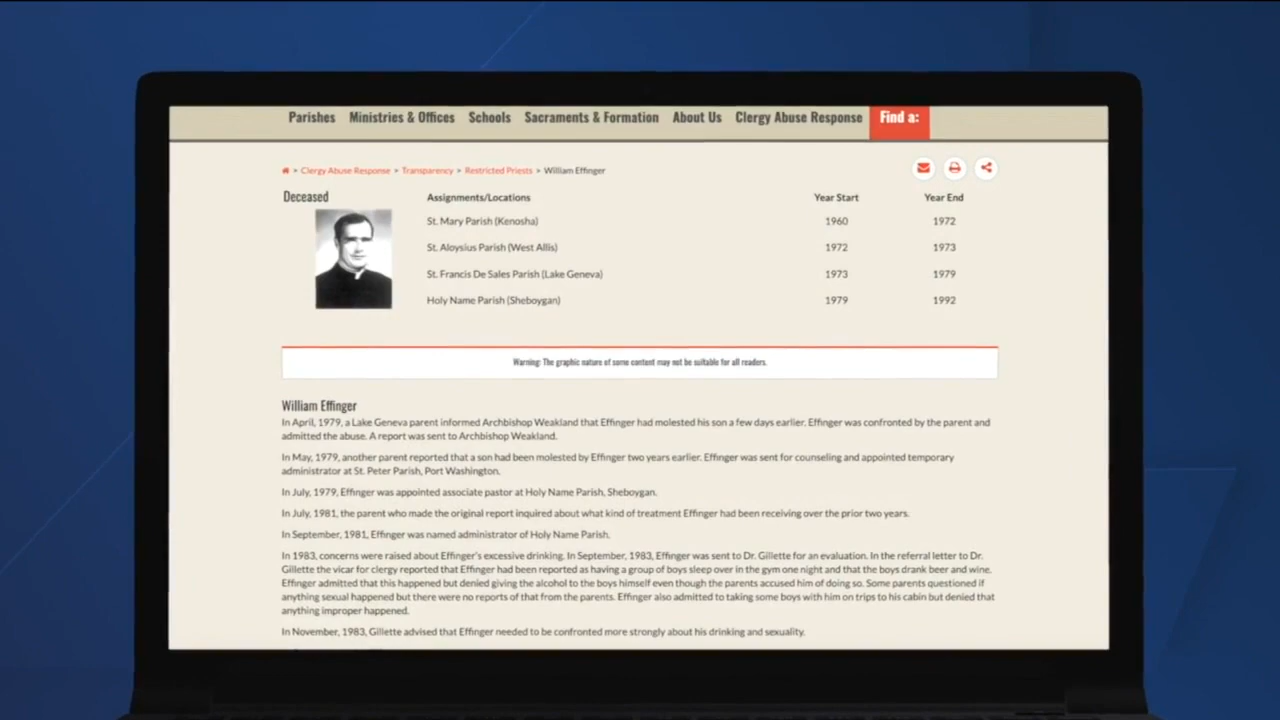 Parishes Ministries & Offices Schools Sacraments & Formation About Us Clergy Abuse Response Find a:
> Clergy Abuse Response > Transparency > Restricted Priests > William Effinger
Deceased
Assignments/Locations Year Start Year End
St. Mary Parish (Kenosha) 1960 1972
St. Aloysius Parish (West Allis) 1972 1973
St. Francis De Sales Parish (Lake Geneva) 1973 1979
Holy Name Parish (Sheboygan) 1979 1992
Warning: The graphic nature of some content may not be suitable for all readers.
William Effinger
In April, 1979, a Lake Geneva parent informed Archbishop Weakland that Effinger had molested his son a few days earlier. Effinger was confronted by the parent and
admitted the abuse. A report was sent to Archbishop Weakland.
In May, 1979, another parent reported that a son had been molested by Effinger two years earlier. Effinger was sent for counseling and appointed temporary
administrator at St. Peter Parish, Port Washington.
In July, 1979, Effinger was appointed associate pastor at Holy Name Parish, Sheboygan.
In July, 1981, the parent who made the original report inquired about what kind of treatment Effinger had been receiving over the prior two years.
In September, 1981, Effinger was named administrator of Holy Name Parish.
In 1983, concerns were raised about Effinger's excessive drinking. In September, 1983, Effinger was sent to Dr. Gillette for an evaluation. In the referral letter to Dr.
Gillette the vicar for clergy reported that Effinger had been reported as having a group of boys sleep over in the gym one night and that the boys drank beer and wine.
Effinger admitted that this happened but denied giving the alcohol to the boys himself even though the parents accused him of doing so. Some parents questioned if
anything sexual happened but there were no reports of that from the parents. Effinger also admitted to taking some boys with him on trips to his cabin but denied that
anything improper happened.
In November, 1983, Gillette advised that Effinger needed to be confronted more strongly about his drinking and sexuality.